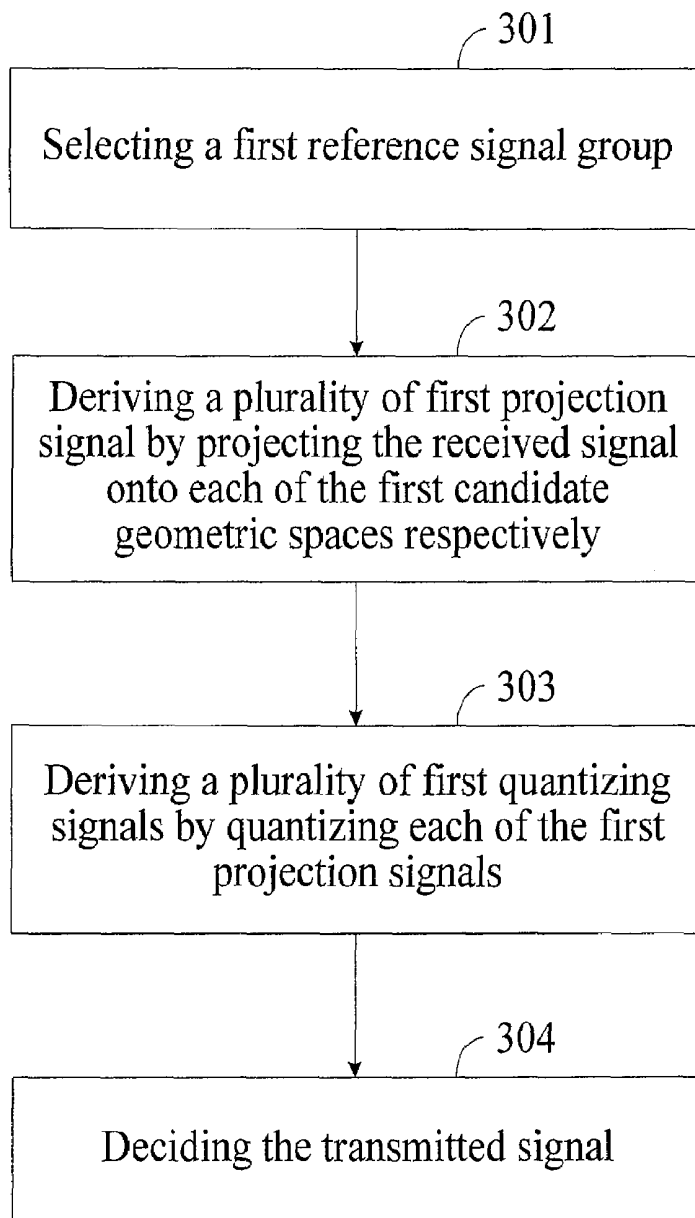 301
Selecting a first reference signal group
302
Deriving a plurality of first projection
signal by projecting the received signal
onto each of the first candidate
geometric spaces respectively
303
Deriving a plurality of first quantizing
signals by quantizing each of the first
projection signals
304
Deciding the transmitted signal